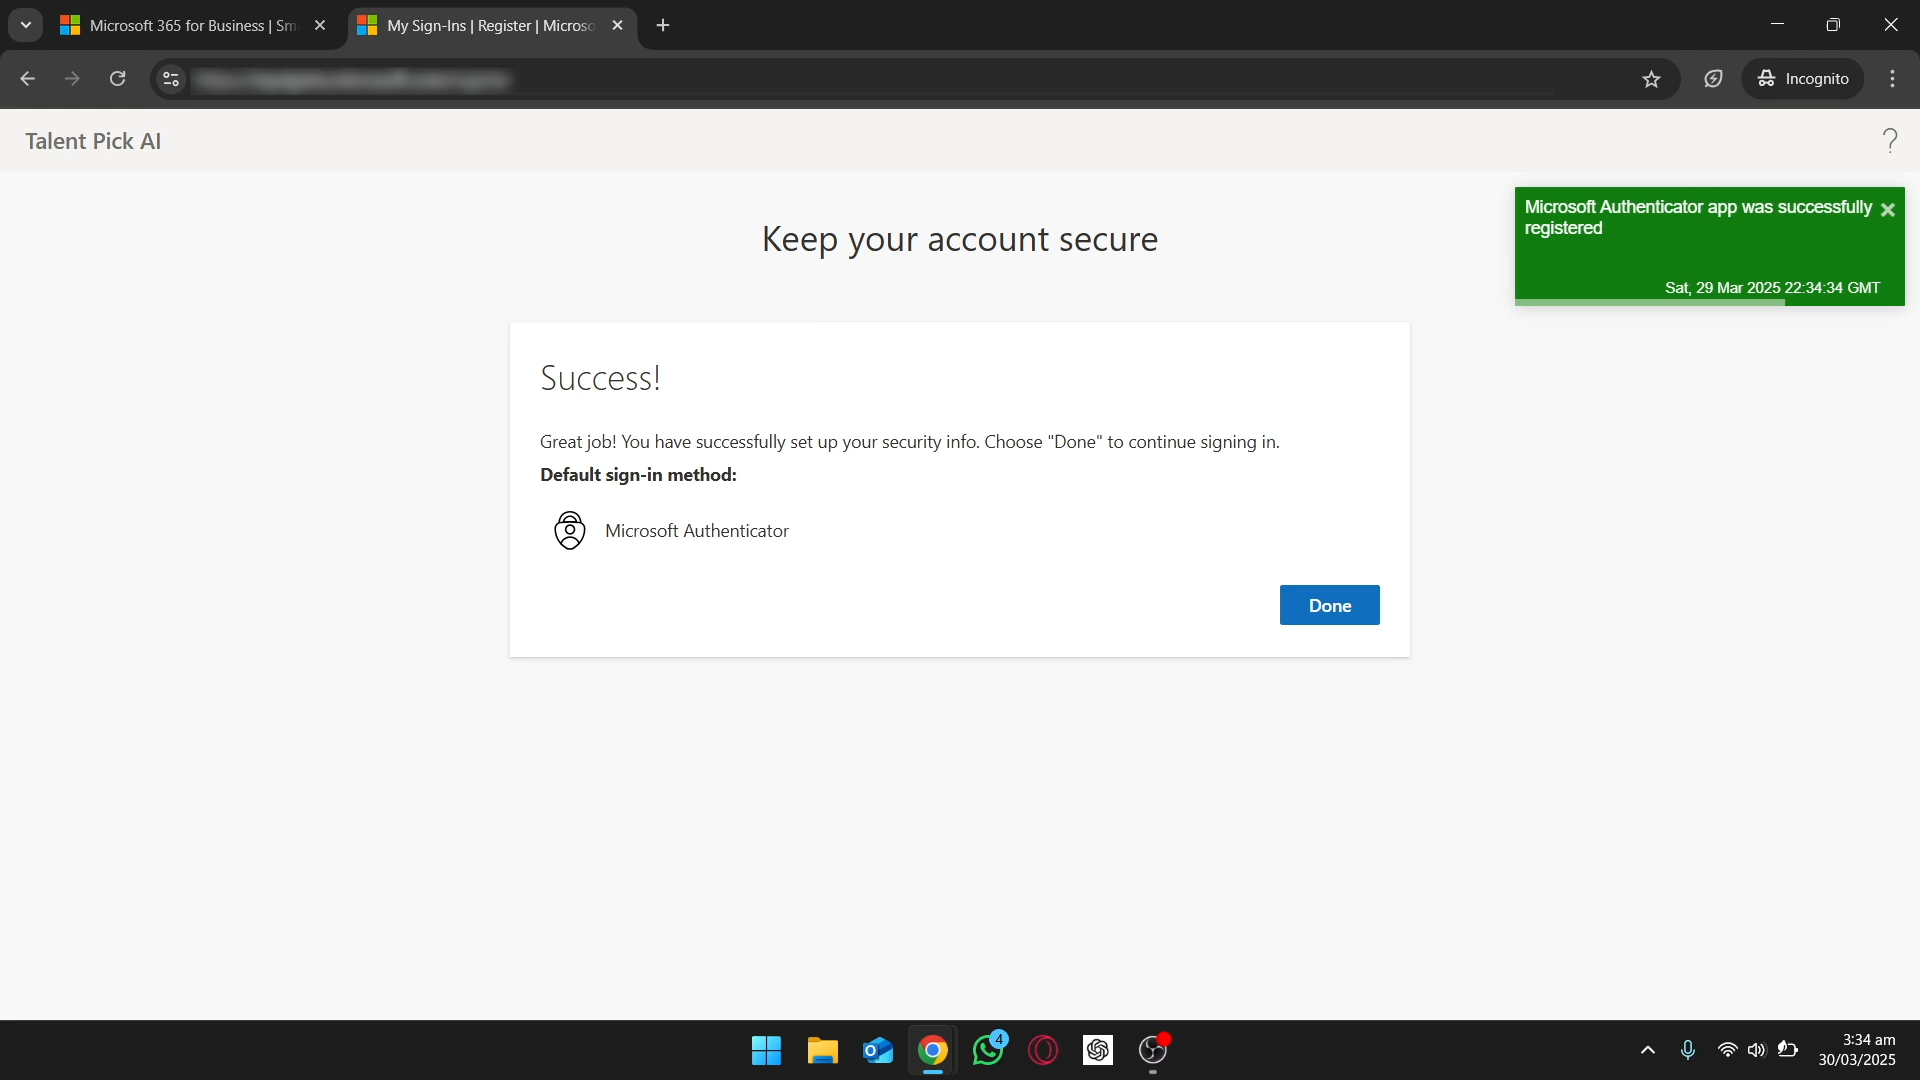 Microsoft 365 for Business | Sm
My Sign-Ins | Register | Microso
Incognito
Talent Pick AI
Microsoft Authenticator app was successfully
registered
Sat, 29 Mar 2025 22:34:34 GMT
Keep your account secure
Success!
Great job! You have successfully set up your security info. Choose "Done" to continue signing in.
Default sign-in method:
Microsoft Authenticator
Done
4
3:34 am
30/03/2025